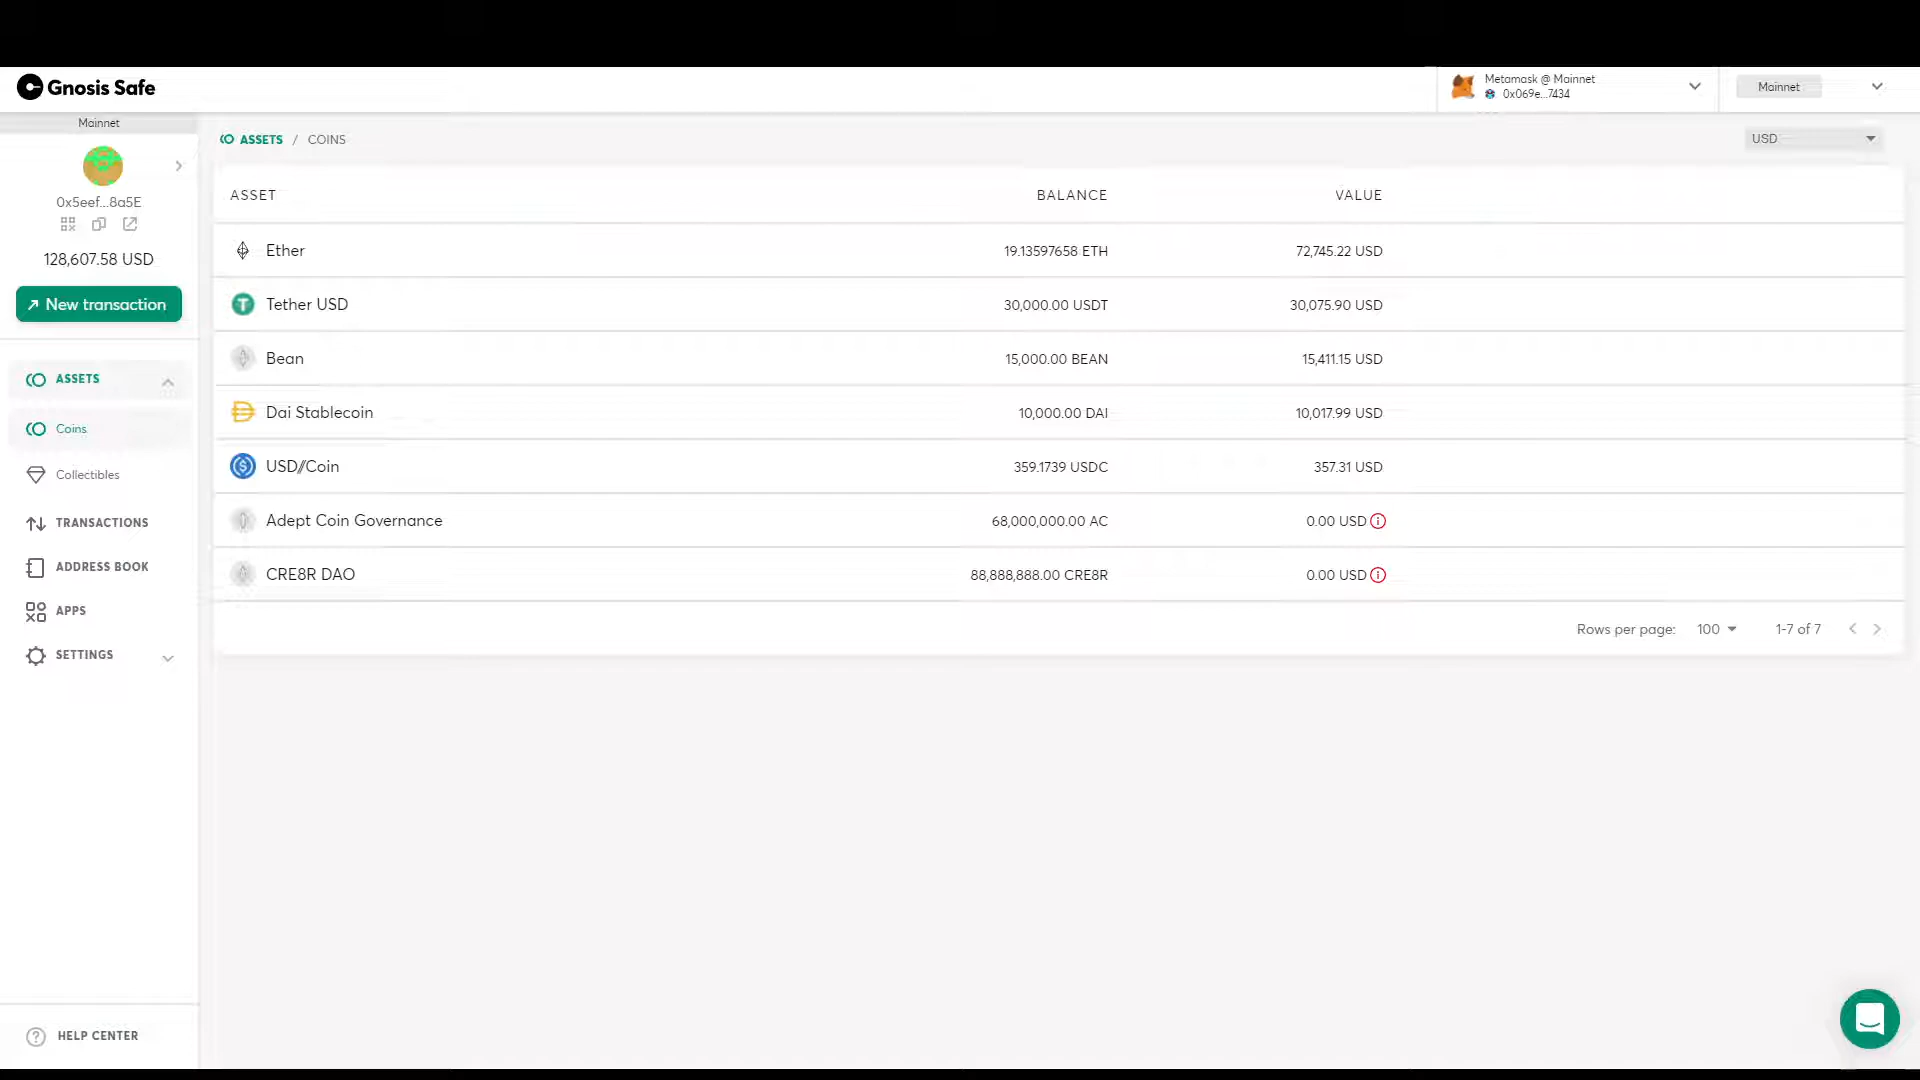 Gnosis Safe
Metamask @ Mainnet
0x069e...7434
Mainnet
Mainnet
0x5eef...8a5E
128,607.58 USD
New transaction
ASSETS
Coins
Collectibles
TRANSACTIONS
ADDRESS BOOK
APPS
SETTINGS
HELP CENTER
ASSETS / COINS
USD
ASSET BALANCE VALUE
Ether 19.13597658 ETH 72,745.22 USD
Tether USD 30,000.00 USDT 30,075.90 USD
Bean 15,000.00 BEAN 15,411.15 USD
Dai Stablecoin 10,000.00 DAI 10,017.99 USD
USD//Coin 359.1739 USDC 357.31 USD
Adept Coin Governance 68,000,000.00 AC 0.00 USD
CRE8R DAO 88,888,888.00 CRE8R 0.00 USD
Rows per page: 100 1-7 of 7